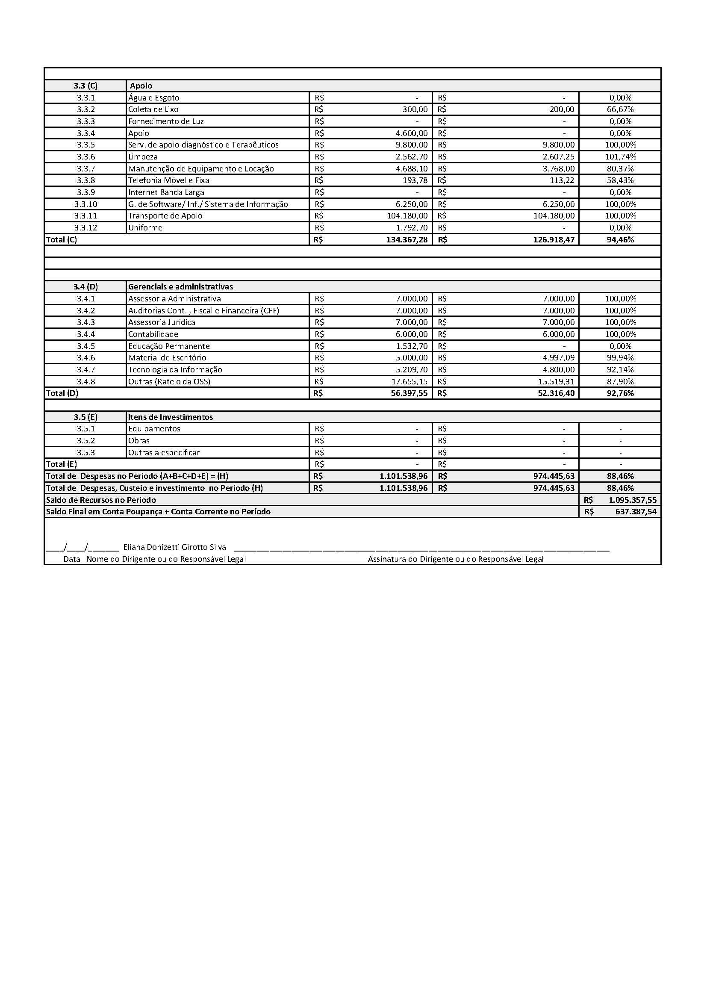 3.3 (C) Apoio
3.3.1 Água e Esgoto R$ - R$ - 0,00%
3.3.2 Coleta de Lixo R$ 300,00 R$ 200,00 66,67%
3.3.3 Fornecimento de Luz R$ - R$ - 0,00%
3.3.4 Apoio R$ 4.600,00 R$ - 0,00%
3.3.5 Serv. de apoio diagnóstico e Terapêuticos R$ 9.800,00 R$ 9.800,00 100,00%
3.3.6 Limpeza R$ 2.562,70 R$ 2.607,25 101,74%
3.3.7 Manutenção de Equipamento e Locação R$ 4.688,10 R$ 3.768,00 80,37%
3.3.8 Telefonia Móvel e Fixa R$ 193,78 R$ 113,22 58,43%
3.3.9 Internet Banda Larga R$ - R$ - 0,00%
3.3.10 G. de Software/ Inf./ Sistema de Informação R$ 6.250,00 R$ 6.250,00 100,00%
3.3.11 Transporte de Apoio R$ 104.180,00 R$ 104.180,00 100,00%
3.3.12 Uniforme R$ 1.792,70 R$ - 0,00%
Total (C) R$ 134.367,28 R$ 126.918,47 94,46%
3.4 (D) Gerenciais e administrativas
3.4.1 Assessoria Administrativa R$ 7.000,00 R$ 7.000,00 100,00%
3.4.2 Auditorias Cont. , Fiscal e Financeira (CFF) R$ 7.000,00 R$ 7.000,00 100,00%
3.4.3 Assessoria Jurídica R$ 7.000,00 R$ 7.000,00 100,00%
3.4.4 Contabilidade R$ 6.000,00 R$ 6.000,00 100,00%
3.4.5 Educação Permanente R$ 1.532,70 R$ - 0,00%
3.4.6 Material de Escritório R$ 5.000,00 R$ 4.997,09 99,94%
3.4.7 Tecnologia da Informação R$ 5.209,70 R$ 4.800,00 92,14%
3.4.8 Outras (Rateio da OSS) R$ 17.655,15 R$ 15.519,31 87,90%
Total (D) R$ 56.397,55 R$ 52.316,40 92,76%
3.5 (E) Itens de Investimentos
3.5.1 Equipamentos R$ - R$ - -
3.5.2 Obras R$ - R$ - -
3.5.3 Outras a especificar R$ - R$ - -
Total (E) R$ - R$ - -
Total de Despesas no Período (A+B+C+D+E) = (H) R$ 1.101.538,96 R$ 974.445,63 88,46%
Total de Despesas, Custeio e investimento no Período (H) R$ 1.101.538,96 R$ 974.445,63 88,46%
Saldo de Recursos no Período R$ 1.095.357,55
Saldo Final em Conta Poupança + Conta Corrente no Período R$ 637.387,54
____/____/_______ Eliana Donizetti Girotto Silva ______________________________
Data Nome do Dirigente ou do Responsável Legal Assinatura do Dirigente ou do Responsável Legal